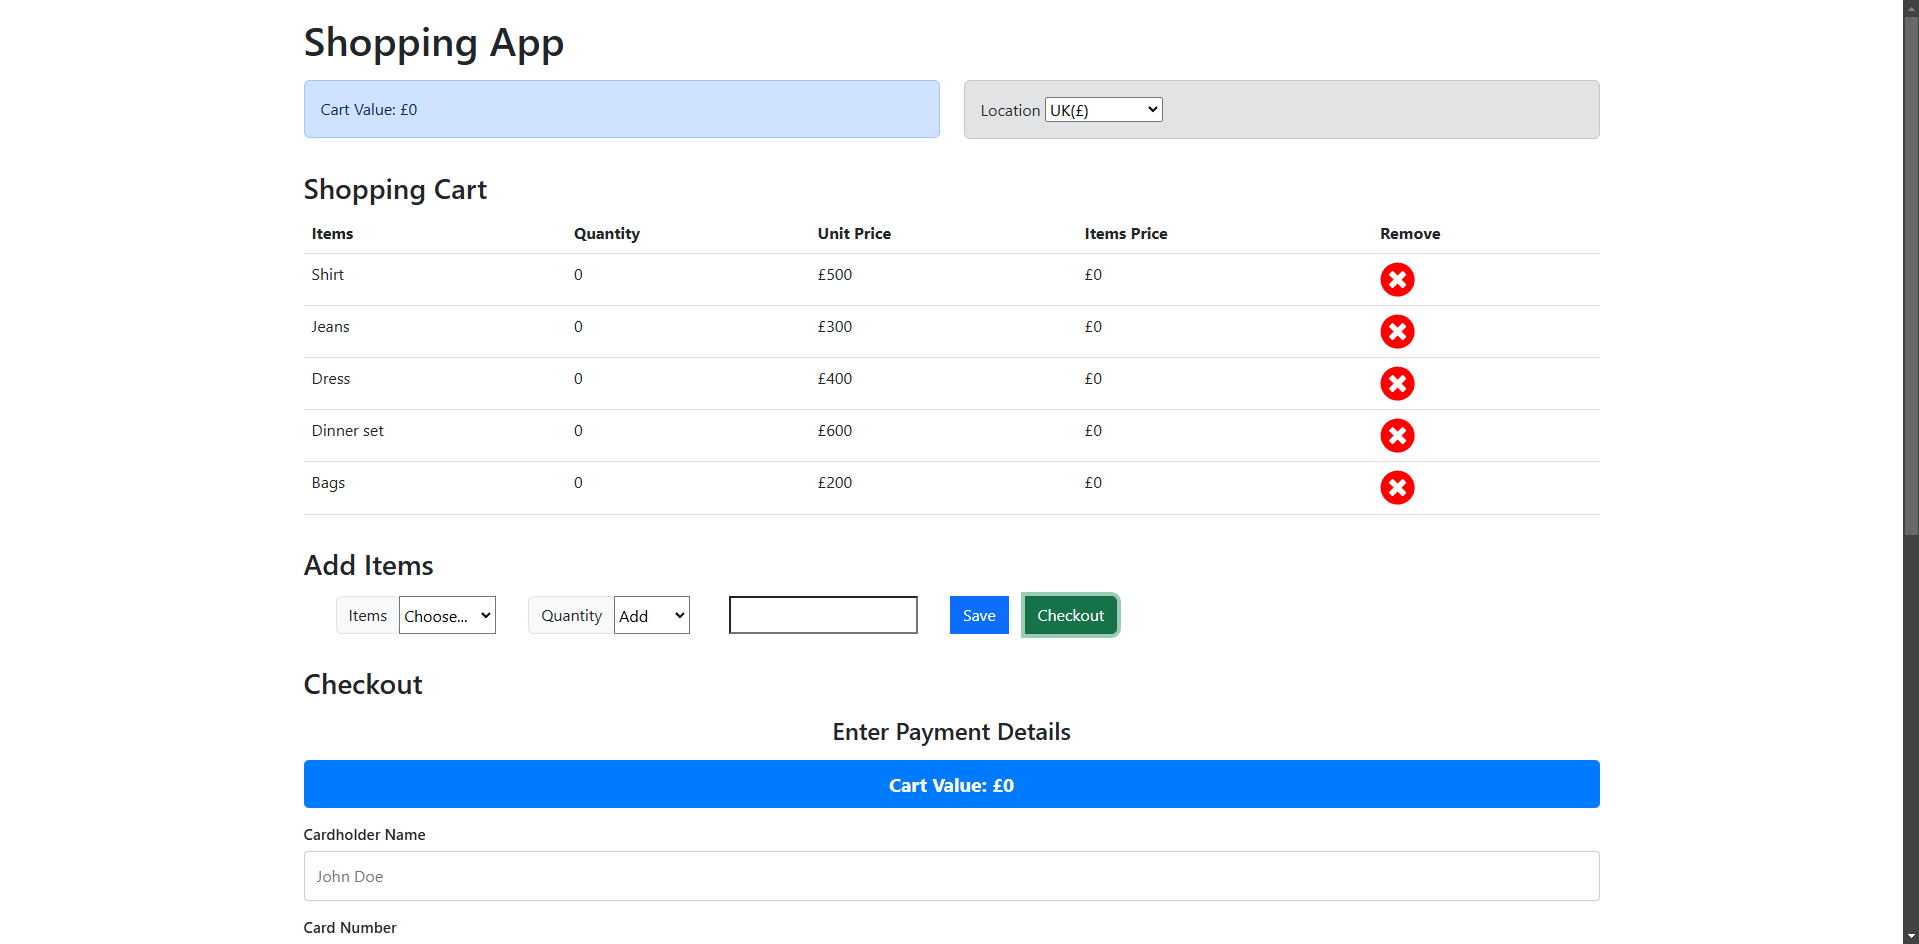 Shopping App
Cart Value: £0
Location UK(£)
Shopping Cart
Items Quantity Unit Price Items Price Remove
Shirt 0 £500 £0
Jeans 0 £300 £0
Dress 0 £400 £0
Dinner set 0 £600 £0
Bags 0 £200 £0
Add Items
Items Choose... Quantity Add Save Checkout
Checkout
Enter Payment Details
Cart Value: £0
Cardholder Name
John Doe
Card Number